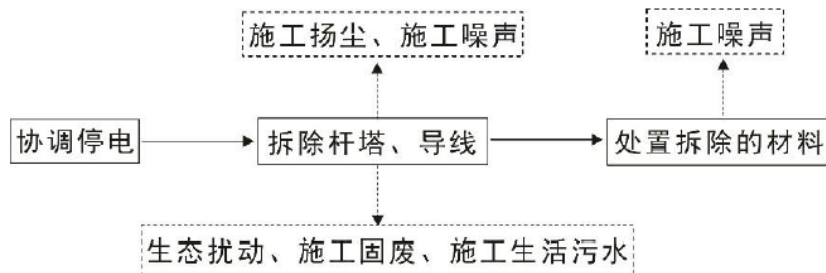 施工扬尘、施工噪声
施工噪声
协调停电
拆除杆塔、导线
处置拆除的材料
生态扰动、施工固废、施工生活污水